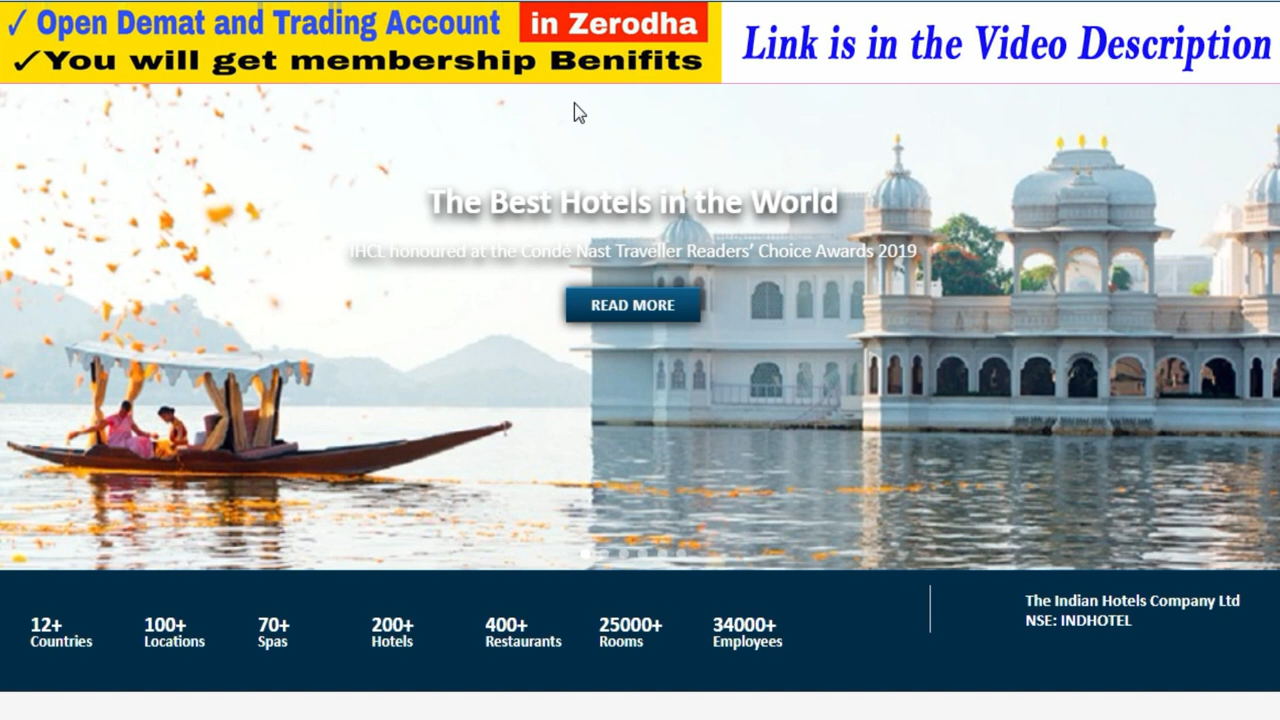 ✓ Open Demat and Trading Account in Zerodha
✓You will get membership Benifits
Link is in the Video Description
The Best Hotels in the World
IHCL honoured at the Condé Nast Traveller Readers’ Choice Awards 2019
READ MORE
12+
Countries
100+
Locations
70+
Spas
200+
Hotels
400+
Restaurants
25000+
Rooms
34000+
Employees
The Indian Hotels Company Ltd
NSE: INDHOTEL